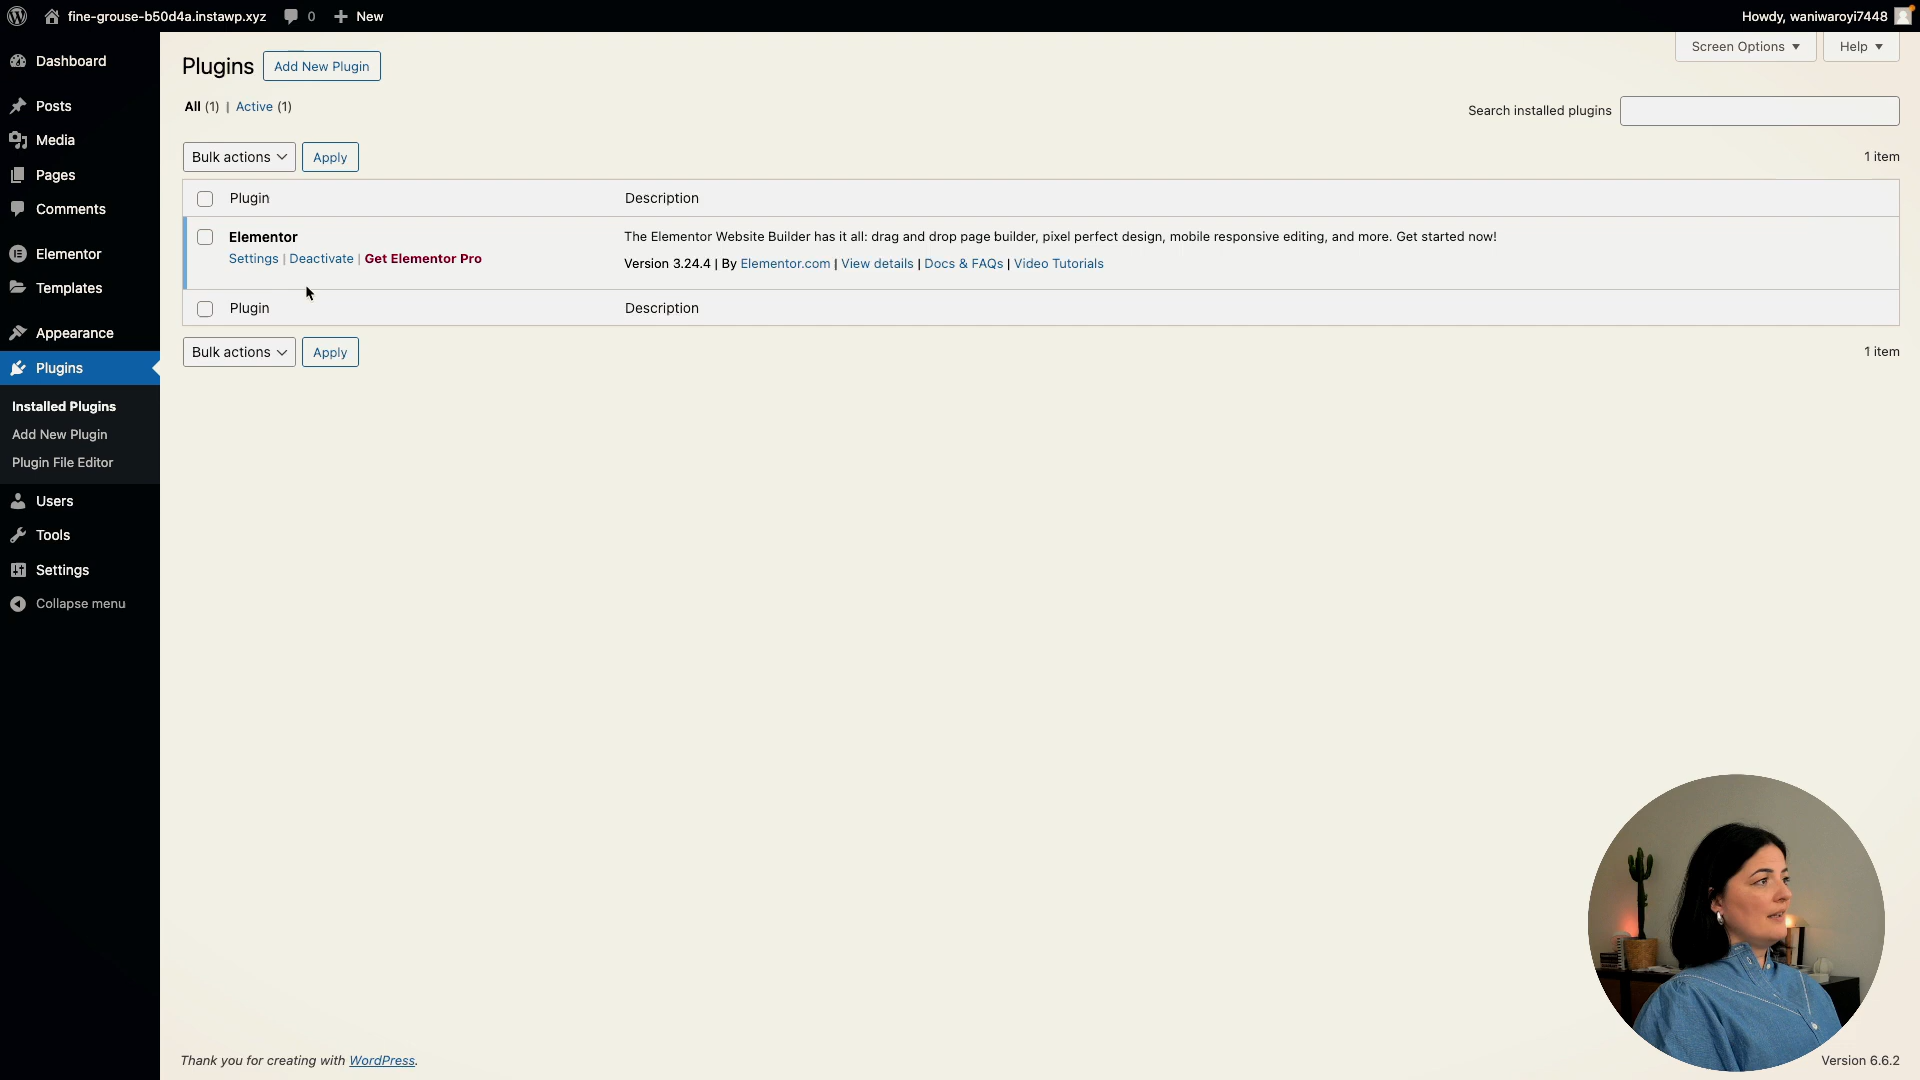 fine-grouse-b50d4a.instawp.xyz 0 New Howdy, waniwaroyi7448
Dashboard
Posts
Media
Pages
Comments
Elementor
Templates
Appearance
Plugins
Installed Plugins
Add New Plugin
Plugin File Editor
Users
Tools
Settings
Collapse menu
Screen Options Help
Plugins Add New Plugin
All (1) | Active (1)
Search installed plugins
Bulk actions Apply 1 item
Plugin Description
Elementor The Elementor Website Builder has it all: drag and drop page builder, pixel perfect design, mobile responsive editing, and more. Get started now!
Settings | Deactivate | Get Elementor Pro Version 3.24.4 | By Elementor.com | View details | Docs & FAQs | Video Tutorials
Plugin Description
Bulk actions Apply 1 item
Thank you for creating with WordPress. Version 6.6.2